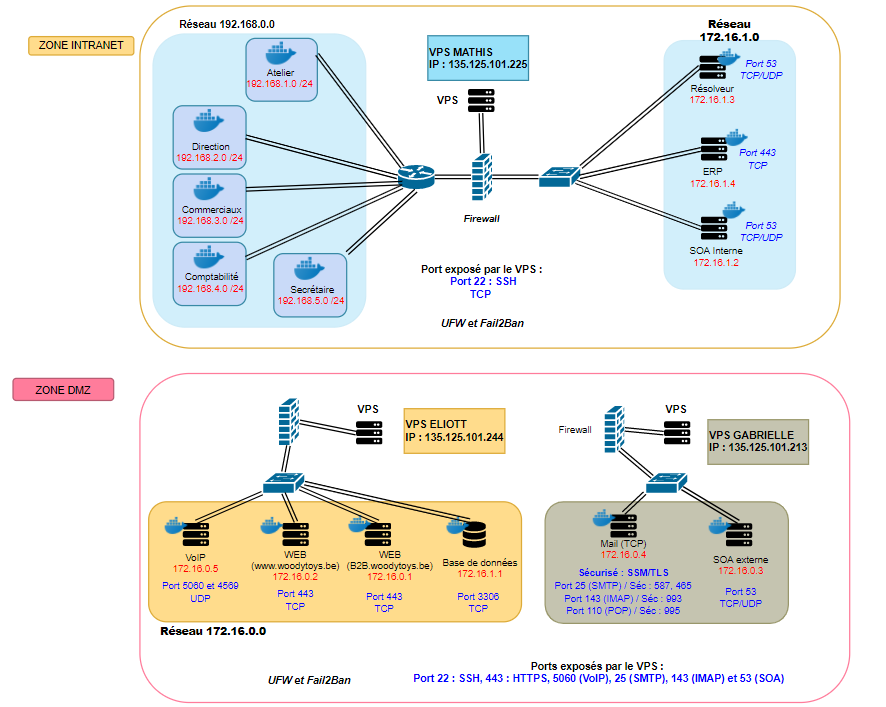 ZONE INTRANET
Réseau 192.168.0.0
Atelier
192.168.1.0 /24
Direction
192.168.2.0 /24
Commerciaux
192.168.3.0 /24
Comptabilité
192.168.4.0 /24
Secrétaire
192.168.5.0 /24
VPS MATHIS
IP : 135.125.101.225
VPS
Firewall
Port exposé par le VPS :
Port 22 : SSH
TCP
UFW et Fail2Ban
Réseau
172.16.1.0
Port 53
TCP/UDP
Résolveur
172.16.1.3
Port 443
TCP
ERP
172.16.1.4
Port 53
TCP/UDP
SOA Interne
172.16.1.2
ZONE DMZ
VPS
VPS ELIOTT
IP : 135.125.101.244
VoIP
172.16.0.5
Port 5060 et 4569
UDP
WEB
(www.woodytoys.be)
172.16.0.2
Port 443
TCP
WEB
(B2B.woodytoys.be)
172.16.0.1
Port 443
TCP
Base de données
172.16.1.1
Port 3306
TCP
Réseau 172.16.0.0
UFW et Fail2Ban
Firewall
VPS
VPS GABRIELLE
IP : 135.125.101.213
Mail (TCP)
172.16.0.4
Sécurisé : SSM/TLS
Port 25 (SMTP) / Séc : 587, 465
Port 143 (IMAP) / Séc : 993
Port 110 (POP) / Séc : 995
SOA externe
172.16.0.3
Port 53
TCP/UDP
Ports exposés par le VPS :
Port 22 : SSH, 443 : HTTPS, 5060 (VoIP), 25 (SMTP), 143 (IMAP) et 53 (SOA)